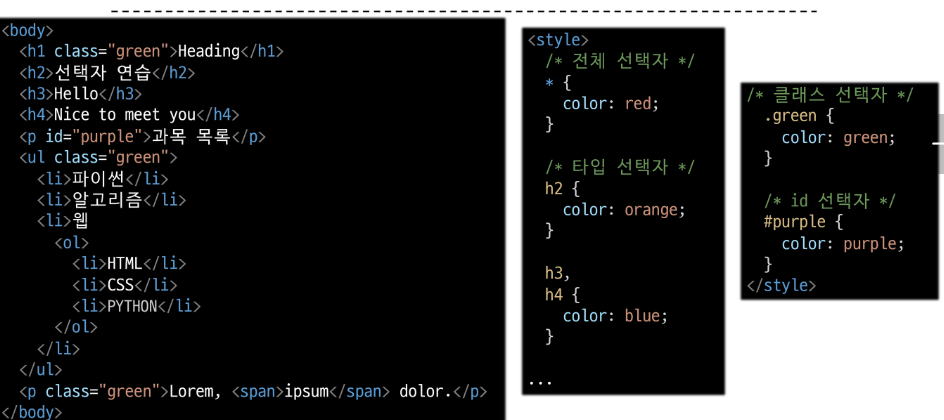 <body>
<h1 class="green">Heading</h1>
<h2>선택자 연습</h2>
<h3>Hello</h3>
<h4>Nice to meet you</h4>
<p id="purple">과목 목록</p>
<ul class="green">
<li>파이썬</li>
<li>알고리즘</li>
<li>웹
<ol>
<li>HTML</li>
<li>CSS</li>
<li>PYTHON</li>
</ol>
</li>
</ul>
<p class="green">Lorem, <span>ipsum</span> dolor.</p>
</body>
<style>
/* 전체 선택자 */
* {
color: red;
}
/* 타입 선택자 */
h2 {
color: orange;
}
h3,
h4 {
color: blue;
}
...
/* 클래스 선택자 */
.green {
color: green;
}
/* id 선택자 */
#purple {
color: purple;
}
</style>